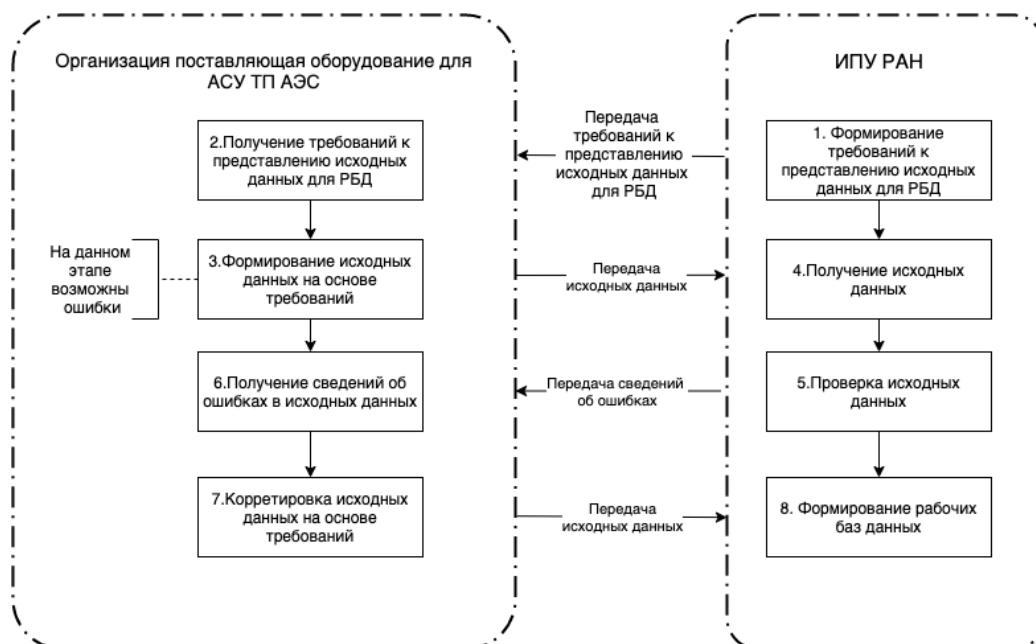 Организация поставляющая оборудование для
АСУ ТП АЭС
ИПУ РАН
2.Получение требований к
представлению исходных
данных для РБД
Передача
требований к
представлению
исходных данных
для РБД
1. Формирование
требований к
представлению исходных
данных для РБД
На данном
этапе
возможны
ошибки
3.Формирование исходных
данных на основе
требований
Передача
исходных данных
4.Получение исходных
данных
6.Получение сведений об
ошибках в исходных данных
Передача сведений
об ошибках
5.Проверка исходных
данных
7.Корретировка исходных
данных на основе
требований
Передача
исходных данных
8. Формирование рабочих
баз данных